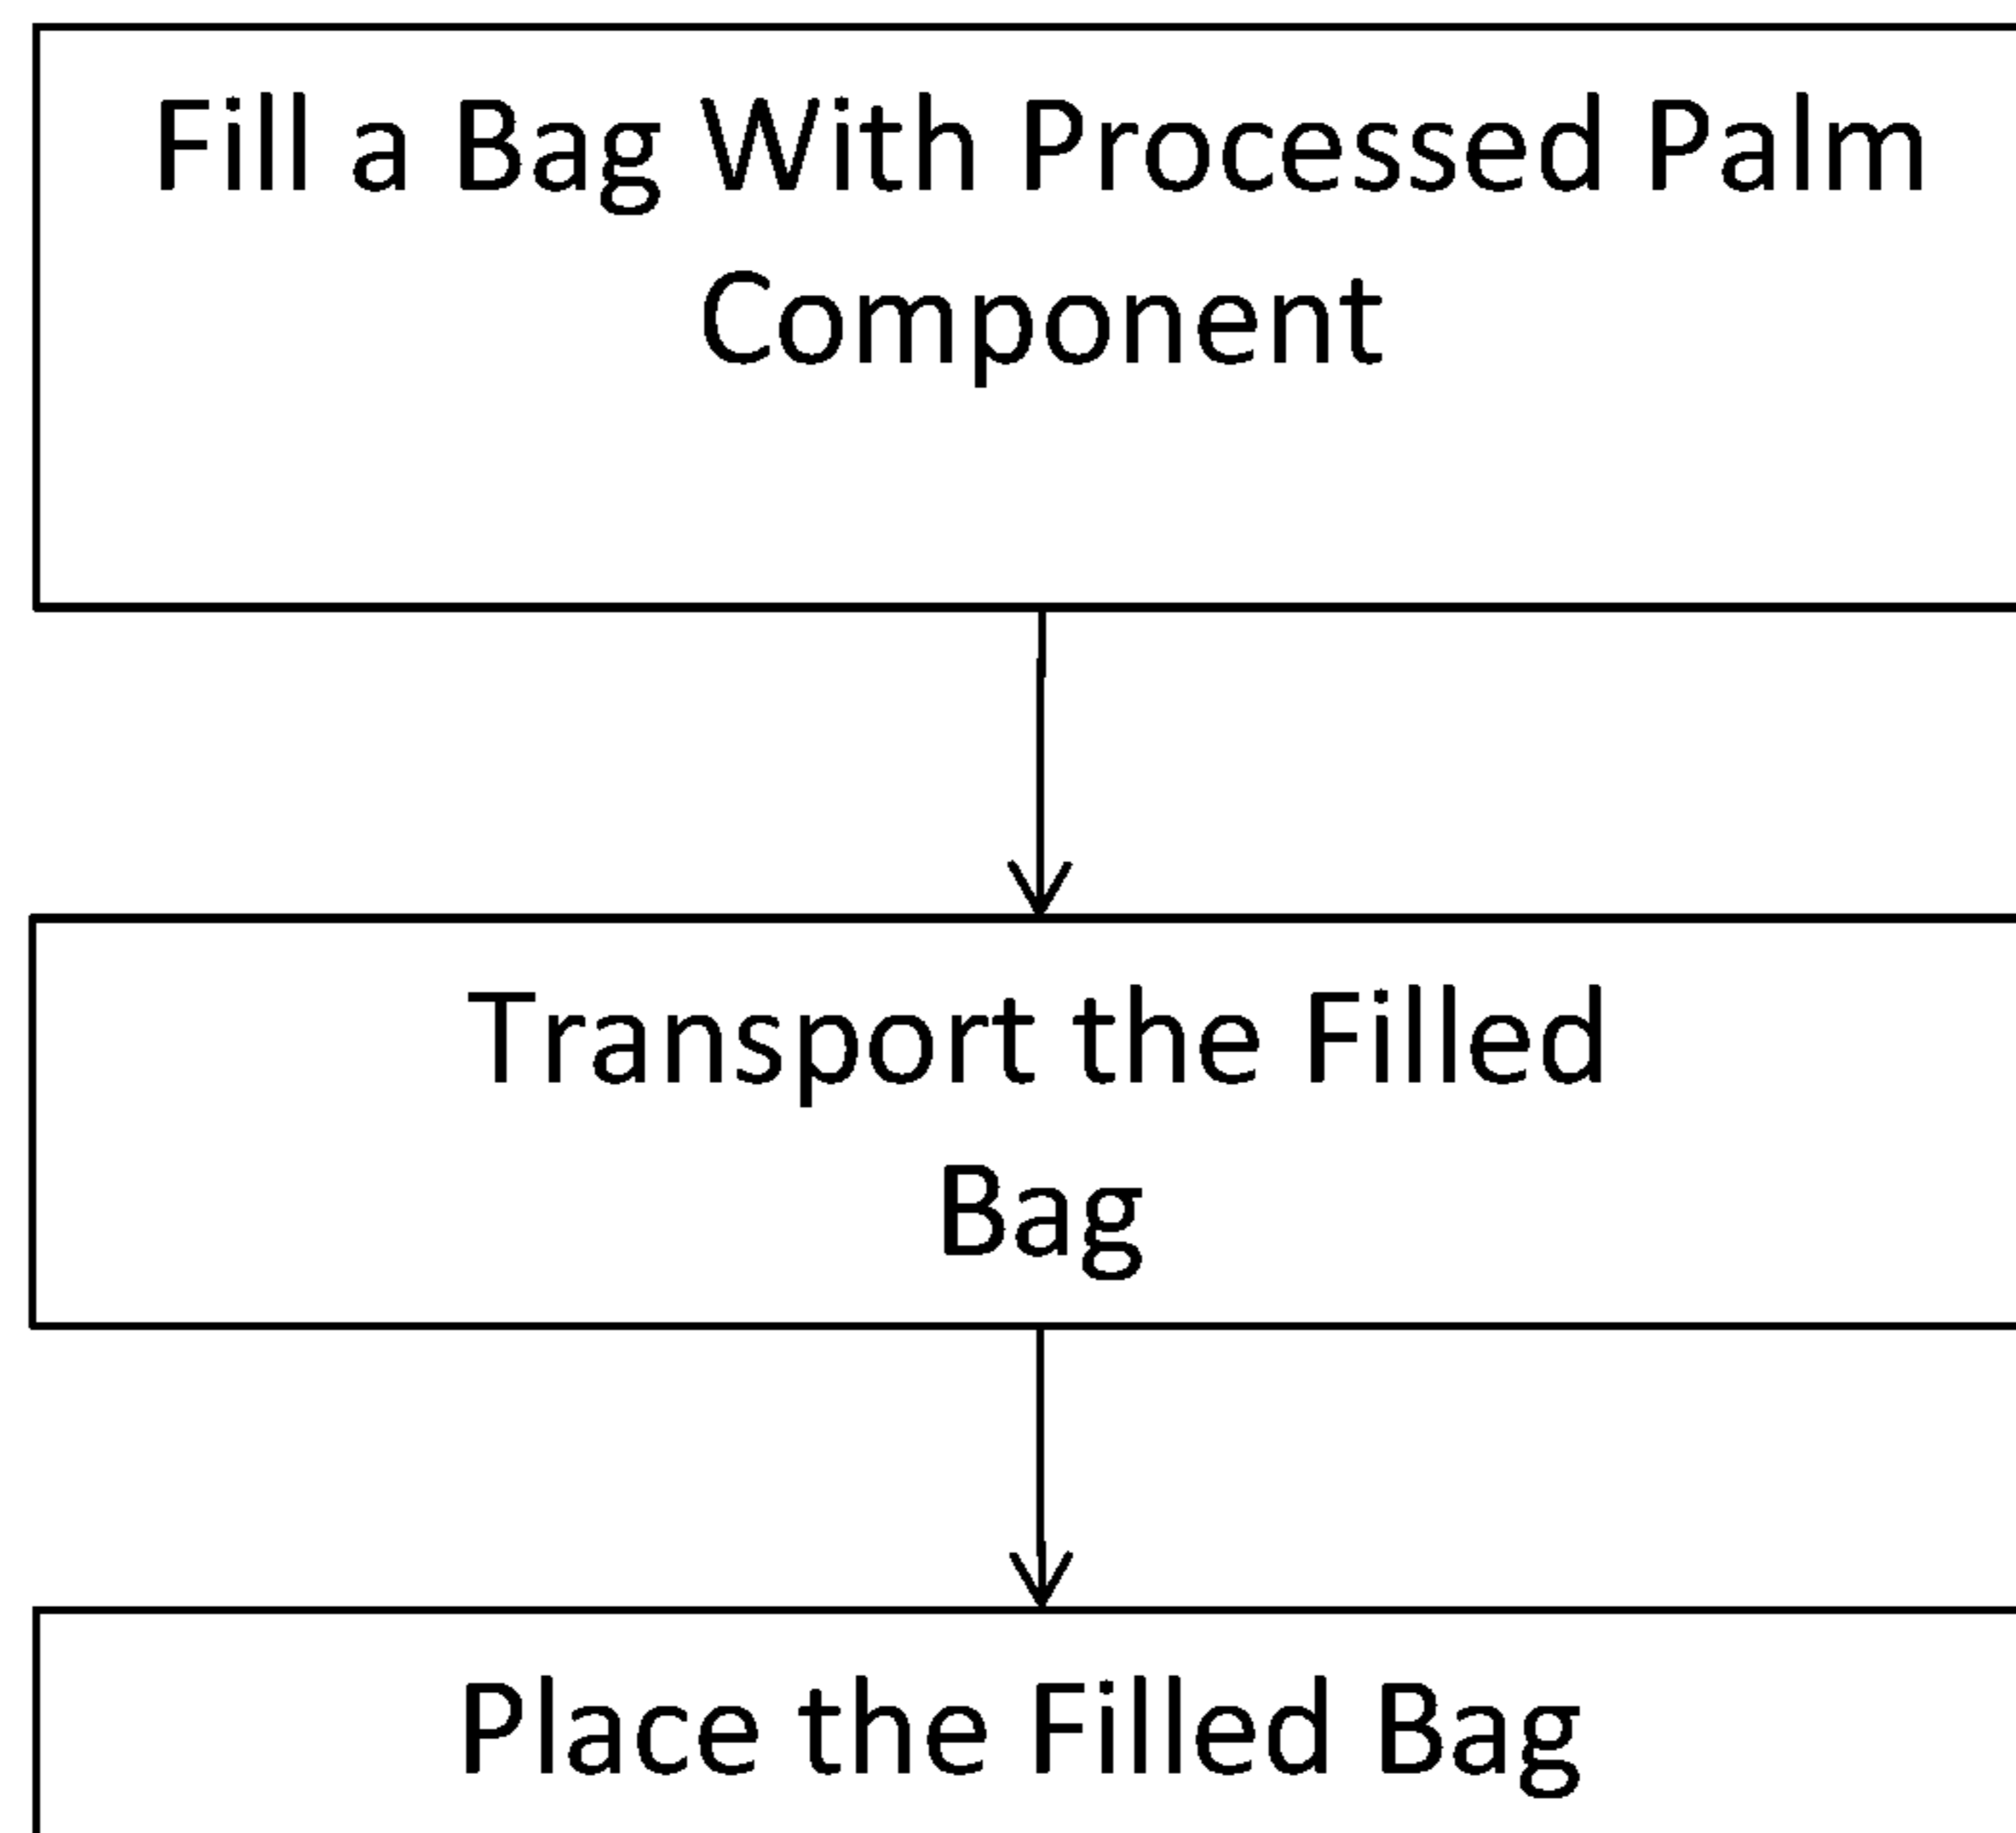 Fill a Bag With Processed Palm
Component
Transport the Filled
Bag
Place the Filled Bag